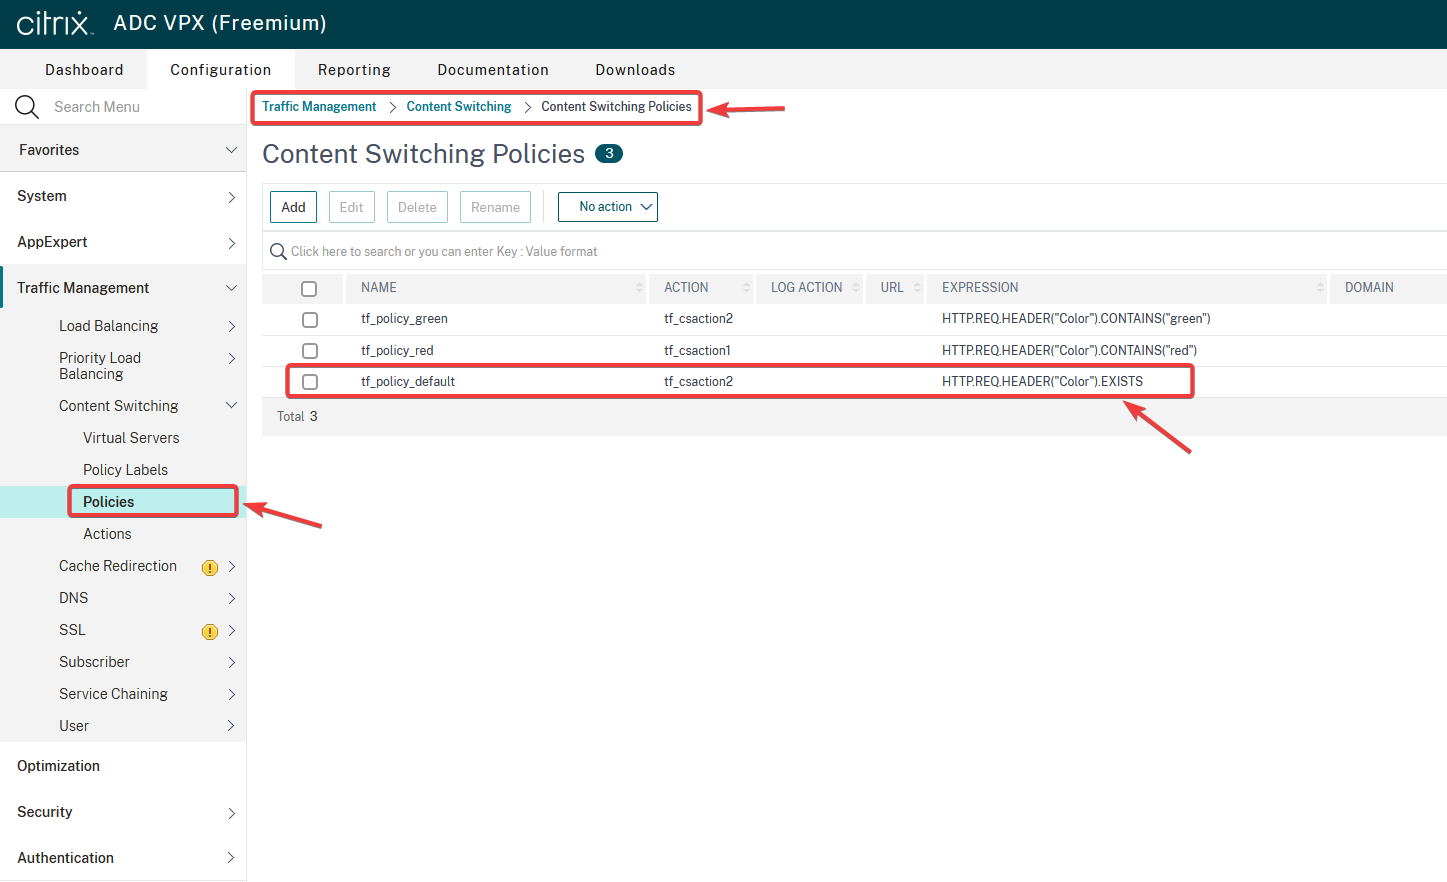 citrix ADC VPX (Freemium)
Dashboard Configuration Reporting Documentation Downloads
Search Menu
Favorites
System
AppExpert
Traffic Management
Load Balancing
Priority Load
Balancing
Content Switching
Virtual Servers
Policy Labels
Policies
Actions
Cache Redirection
DNS
SSL
Subscriber
Service Chaining
User
Optimization
Security
Authentication
Traffic Management > Content Switching > Content Switching Policies
Content Switching Policies 3
Add Edit Delete Rename No action
Click here to search or you can enter Key : Value format
NAME ACTION LOG ACTION URL EXPRESSION DOMAIN
tf_policy_green tf_csaction2 HTTP.REQ.HEADER("Color").CONTAINS("green")
tf_policy_red tf_csaction1 HTTP.REQ.HEADER("Color").CONTAINS("red")
tf_policy_default tf_csaction2 HTTP.REQ.HEADER("Color").EXISTS
Total 3